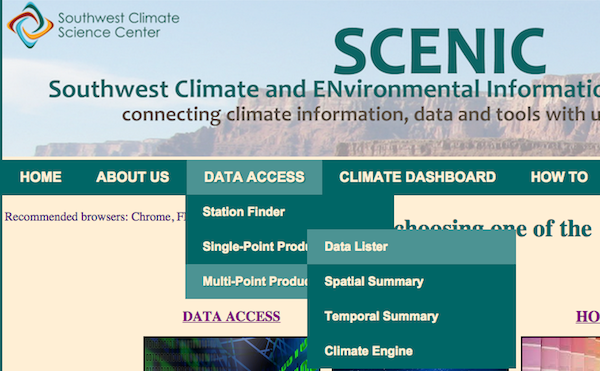 Southwest Climate
Science Center
SCENIC
Southwest Climate and ENvironmental Informatio
connecting climate information, data and tools with u
HOME ABOUT US DATA ACCESS CLIMATE DASHBOARD HOW TO
Recommended browsers: Chrome, choosing one of the
Station Finder
Single-Point Produ
Data Lister
Multi-Point Produc
Spatial Summary
Temporal Summary
Climate Engine
DATA ACCESS
HO